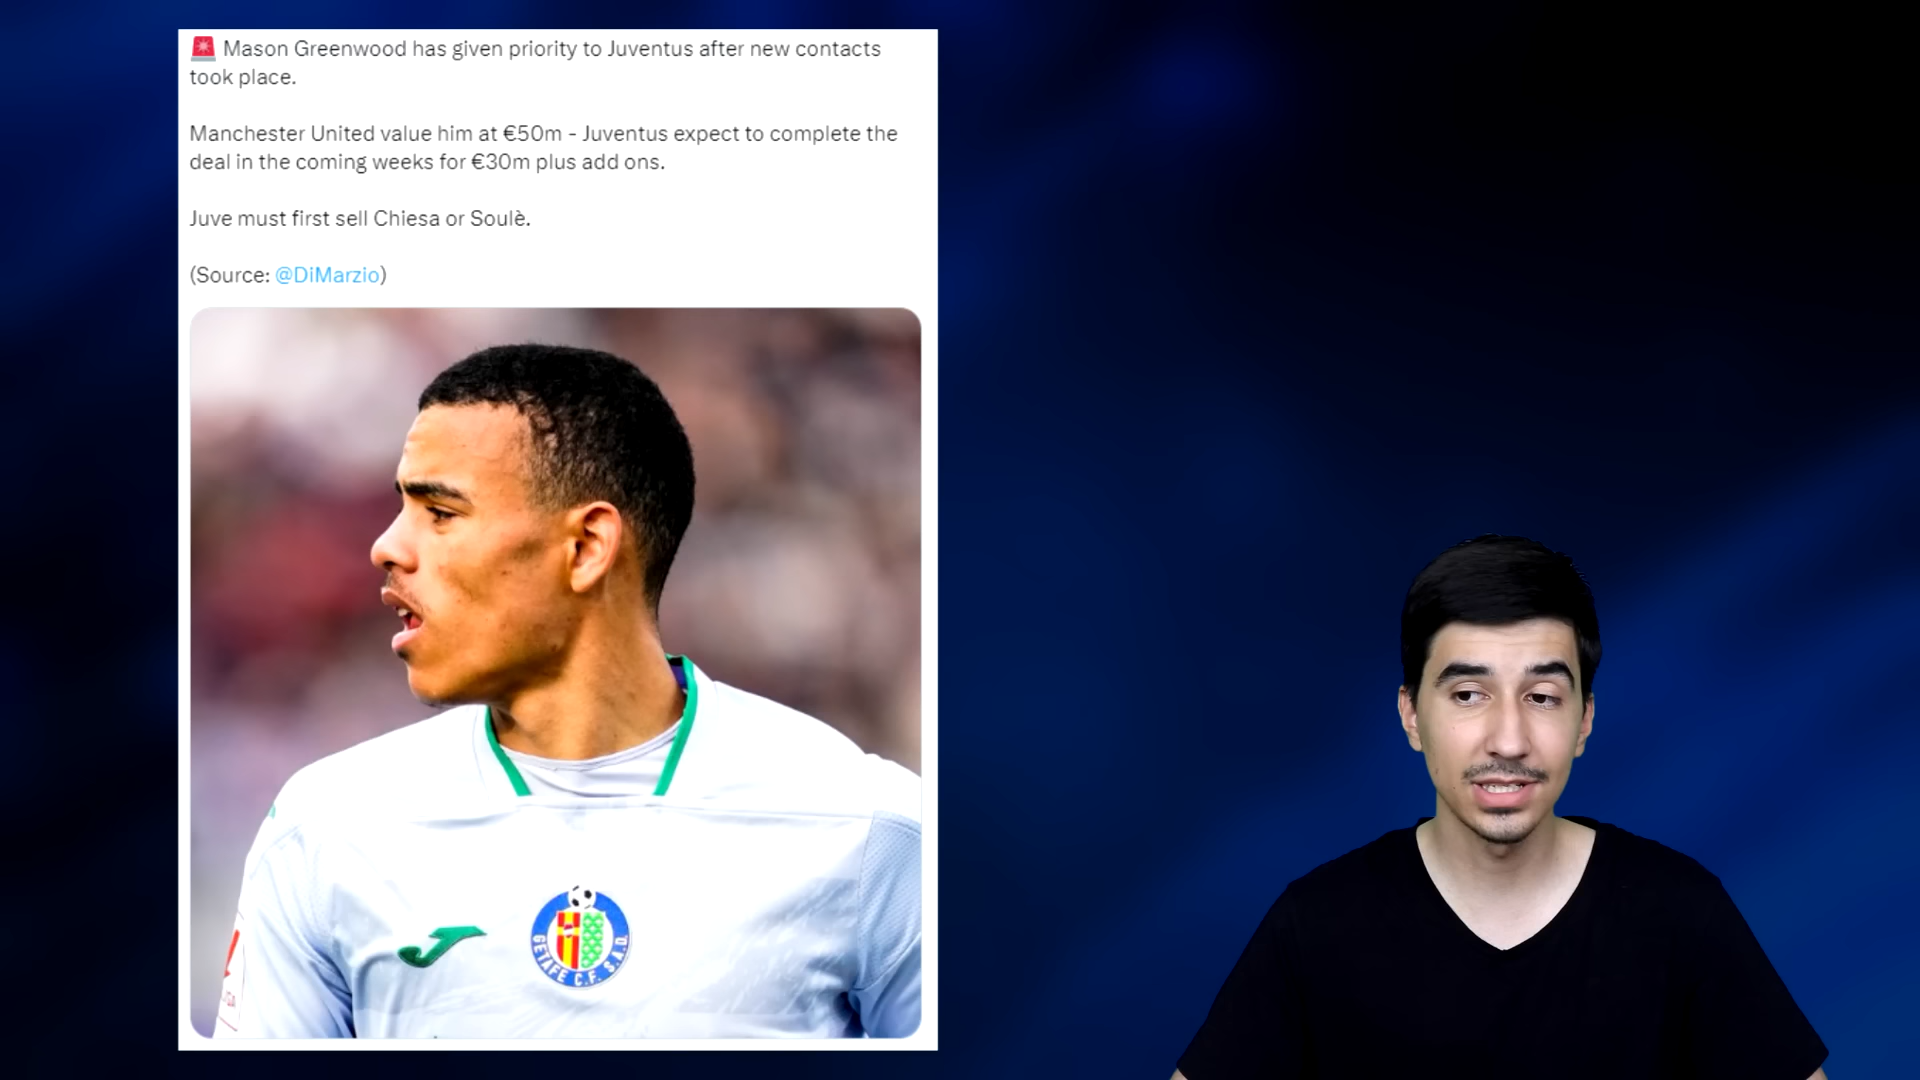 🚨 Mason Greenwood has given priority to Juventus after new contacts
took place.
Manchester United value him at €50m - Juventus expect to complete the
deal in the coming weeks for €30m plus add ons.
Juve must first sell Chiesa or Soulè.
(Source: @DiMarzio)
GETAFE C.F. S.A.D.